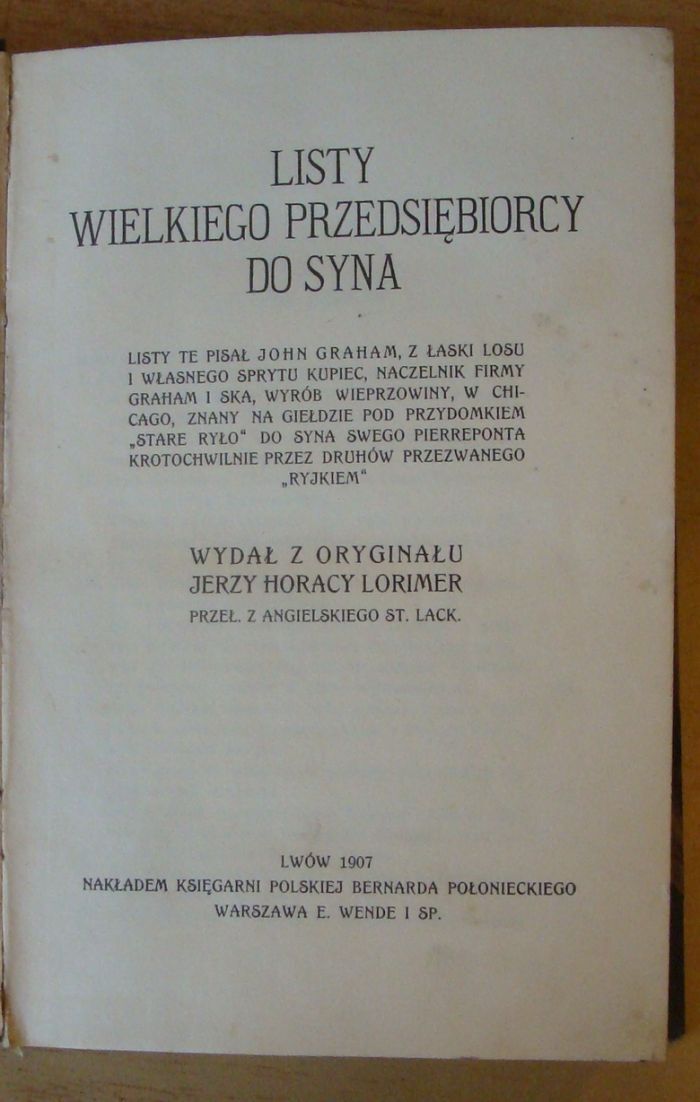 LISTY
WIELKIEGO PRZEDSIĘBIORCY
DO SYNA
LISTY TE PISAŁ JOHN GRAHAM, Z ŁASKI LOSU
I WŁASNEGO SPRYTU KUPIEC, NACZELNIK FIRMY
GRAHAM I SKA, WYRÓB WIEPRZOWINY, W CHI-
CAGO, ZNANY NA GIEŁDZIE POD PRZYDOMKIEM
„STARE RYŁO“ DO SYNA SWEGO PIERREPONTA
KROTOCHWILNIE PRZEZ DRUHÓW PRZEZWANEGO
„RYJKIEM“
WYDAŁ Z ORYGINAŁU
JERZY HORACY LORIMER
PRZEŁ. Z ANGIELSKIEGO ST. LACK.
LWÓW 1907
NAKŁADEM KSIĘGARNI POLSKIEJ BERNARDA POŁONIECKIEGO
WARSZAWA E. WENDE I SP.